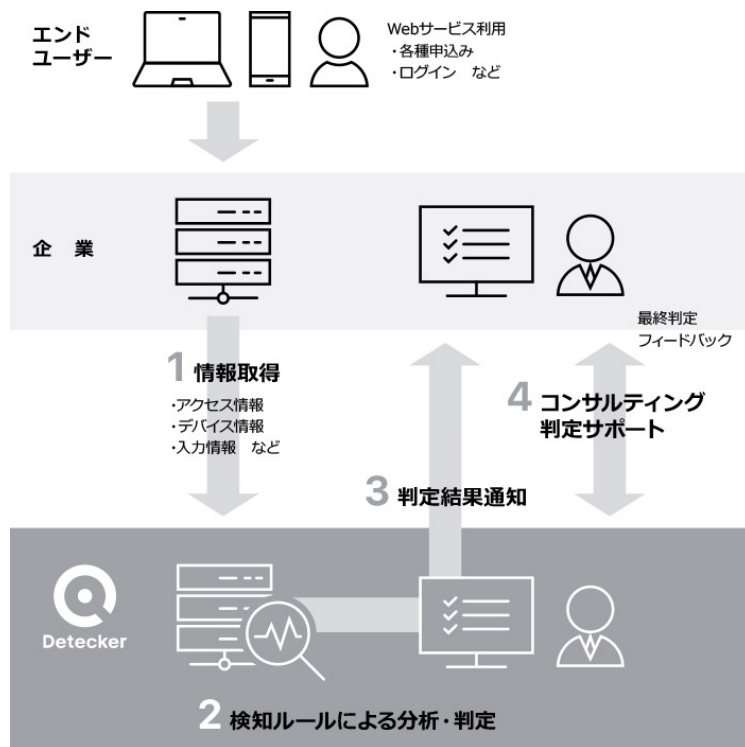 エンド
ユーザー
Webサービス利用
・各種申込み
・ログイン　など
企　業
最終判定
フィードバック
1 情報取得
・アクセス情報
・デバイス情報
・入力情報　など
4 コンサルティング
判定サポート
3 判定結果通知
Detecker
2 検知ルールによる分析・判定